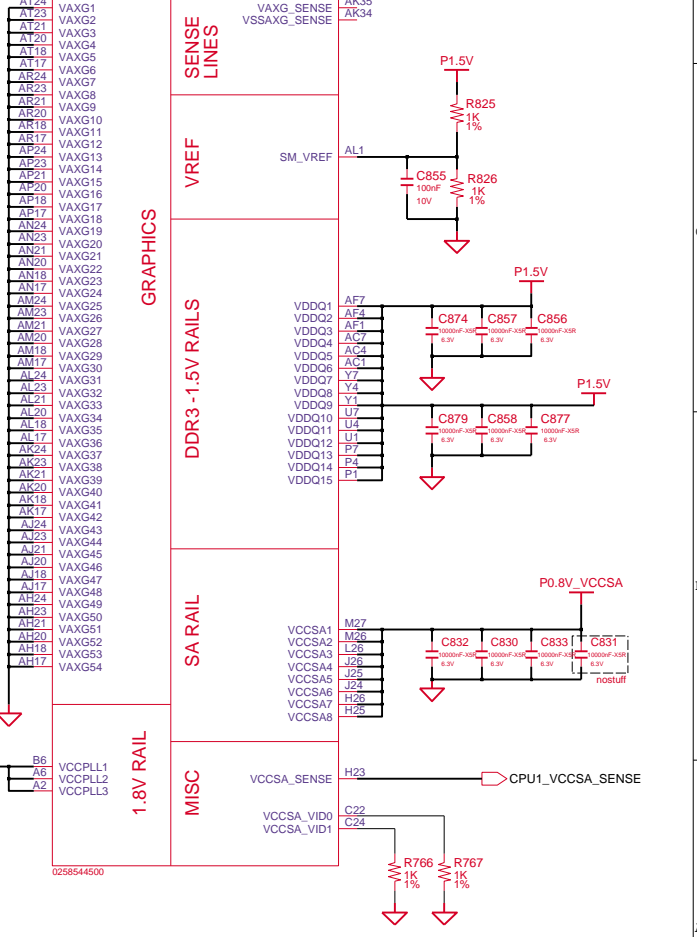 AT24 VAXG1
AT23 VAXG2
AT21 VAXG3
AT20 VAXG4
AT18 VAXG5
AT17 VAXG6
AR24 VAXG7
AR23 VAXG8
AR21 VAXG9
AR20 VAXG10
AR18 VAXG11
AR17 VAXG12
AP24 VAXG13
AP23 VAXG14
AP21 VAXG15
AP20 VAXG16
AP18 VAXG17
AP17 VAXG18
AN24 VAXG19
AN23 VAXG20
AN21 VAXG21
AN20 VAXG22
AN18 VAXG23
AN17 VAXG24
AM24 VAXG25
AM23 VAXG26
AM21 VAXG27
AM20 VAXG28
AM18 VAXG29
AM17 VAXG30
AL24 VAXG31
AL23 VAXG32
AL21 VAXG33
AL20 VAXG34
AL18 VAXG35
AL17 VAXG36
AK24 VAXG37
AK23 VAXG38
AK21 VAXG39
AK20 VAXG40
AK18 VAXG41
AK17 VAXG42
AJ24 VAXG43
AJ23 VAXG44
AJ21 VAXG45
AJ20 VAXG46
AJ18 VAXG47
AJ17 VAXG48
AH24 VAXG49
AH23 VAXG50
AH21 VAXG51
AH20 VAXG52
AH18 VAXG53
AH17 VAXG54
B6 VCCPLL1
A6 VCCPLL2
A2 VCCPLL3
GRAPHICS
1.8V RAIL
SENSE
LINES
VAXG_SENSE AK35
VSSAXG_SENSE AK34
VREF
SM_VREF AL1
P1.5V
R825
1K
1%
C855
100nF
10V
R826
1K
1%
DDR3 -1.5V RAILS
VDDQ1 AF7
VDDQ2 AF4
VDDQ3 AF1
VDDQ4 AC7
VDDQ5 AC4
VDDQ6 AC1
VDDQ7 Y7
VDDQ8 Y4
VDDQ9 Y1
VDDQ10 U7
VDDQ11 U4
VDDQ12 U1
VDDQ13 P7
VDDQ14 P4
VDDQ15 P1
P1.5V
C874 C857 C856
10000nF-X5R 10000nF-X5R 10000nF-X5R
6.3V 6.3V 6.3V
P1.5V
C879 C858 C877
10000nF-X5R 10000nF-X5R 10000nF-X5R
6.3V 6.3V 6.3V
SA RAIL
VCCSA1 M27
VCCSA2 M26
VCCSA3 L26
VCCSA4 J26
VCCSA5 J25
VCCSA6 J24
VCCSA7 H26
VCCSA8 H25
P0.8V_VCCSA
C832 C830 C833 C831
10000nF-X5R 10000nF-X5R 10000nF-X5R 10000nF-X5R
6.3V 6.3V 6.3V 6.3V
nostuff
MISC
VCCSA_SENSE H23 CPU1_VCCSA_SENSE
VCCSA_VID0 C22
VCCSA_VID1 C24
R766 R767
1K 1K
1% 1%
0258544500